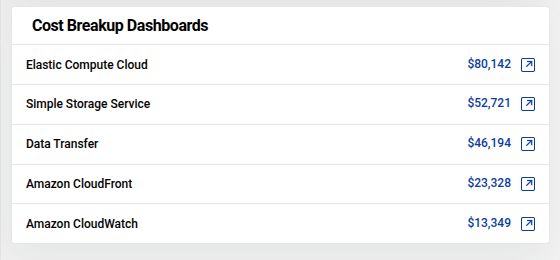 Cost Breakup Dashboards
Elastic Compute Cloud $80,142
Simple Storage Service $52,721
Data Transfer $46,194
Amazon CloudFront $23,328
Amazon CloudWatch $13,349